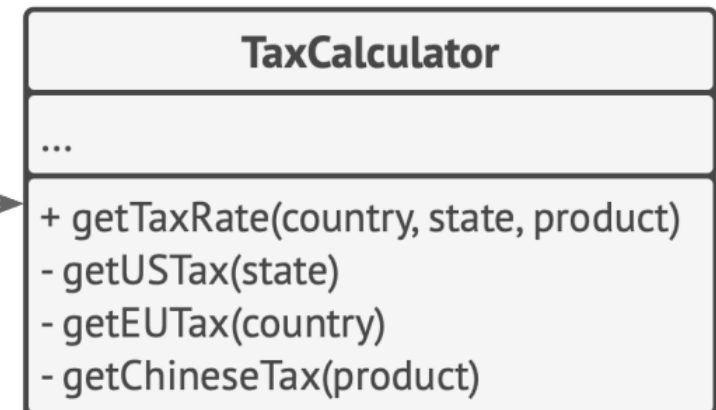 TaxCalculator
...
+ getTaxRate(country, state, product)
- getUSTax(state)
- getEUTax(country)
- getChineseTax(product)